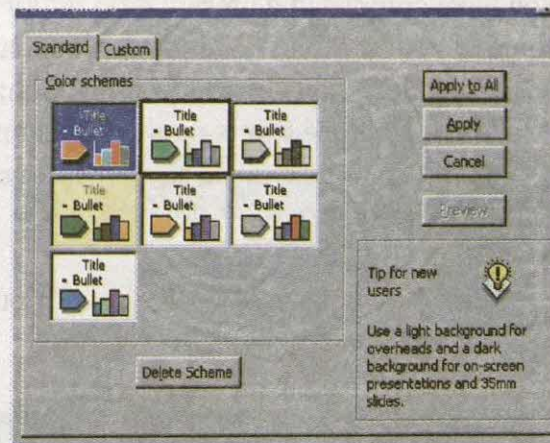 Standard Custom
Color schemes
Title
• Bullet
Title
• Bullet
Title
• Bullet
Title
• Bullet
Title
• Bullet
Title
• Bullet
Title
• Bullet
Delete Scheme
Apply to All
Apply
Cancel
Preview
Tip for new
users
Use a light background for
overheads and a dark
background for on-screen
presentations and 35mm
slides.